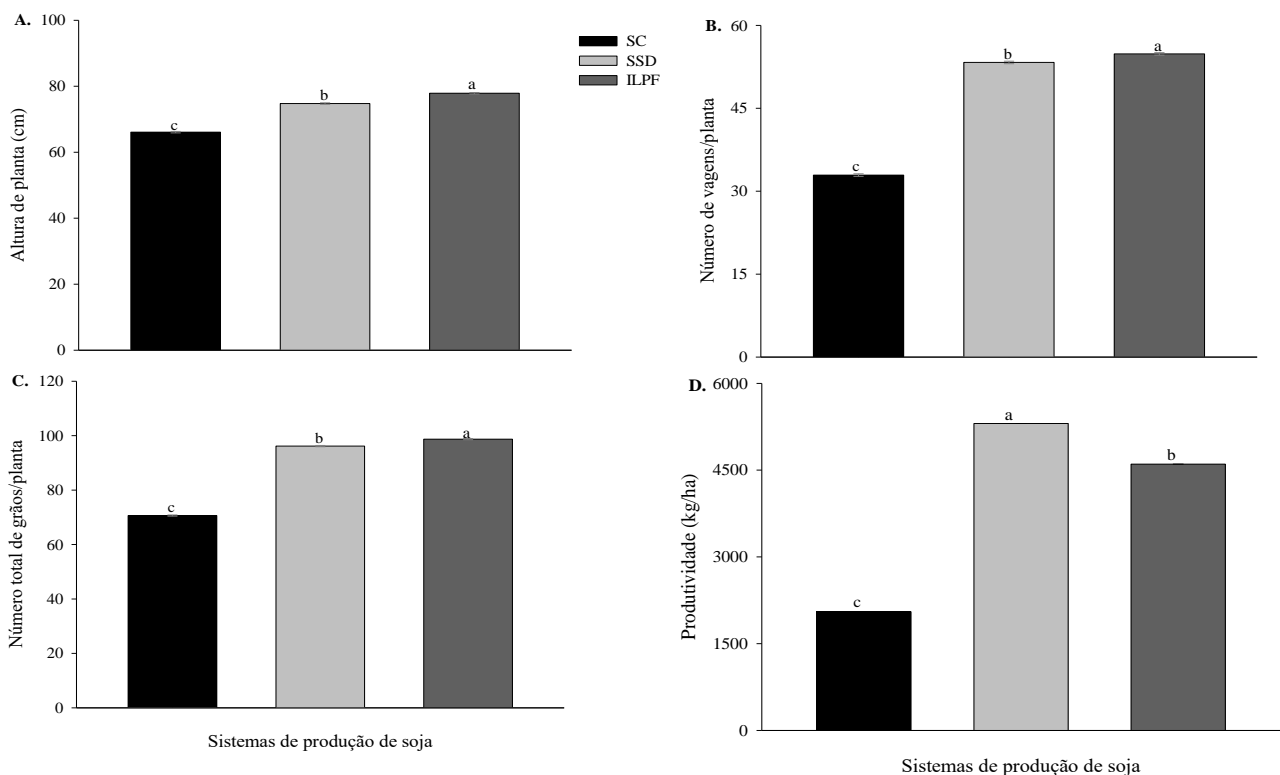 A.
Altura de planta (cm)
100
80
60
40
20
0
c
b
a
SC
SSD
ILPF
B.
Número de vagens/planta
60
45
30
15
0
c
b
a
C.
Número total de grãos/planta
120
100
80
60
40
20
0
c
b
a
Sistemas de produção de soja
D.
Produtividade (kg/ha)
6000
4500
3000
1500
0
c
a
b
Sistemas de produção de soja